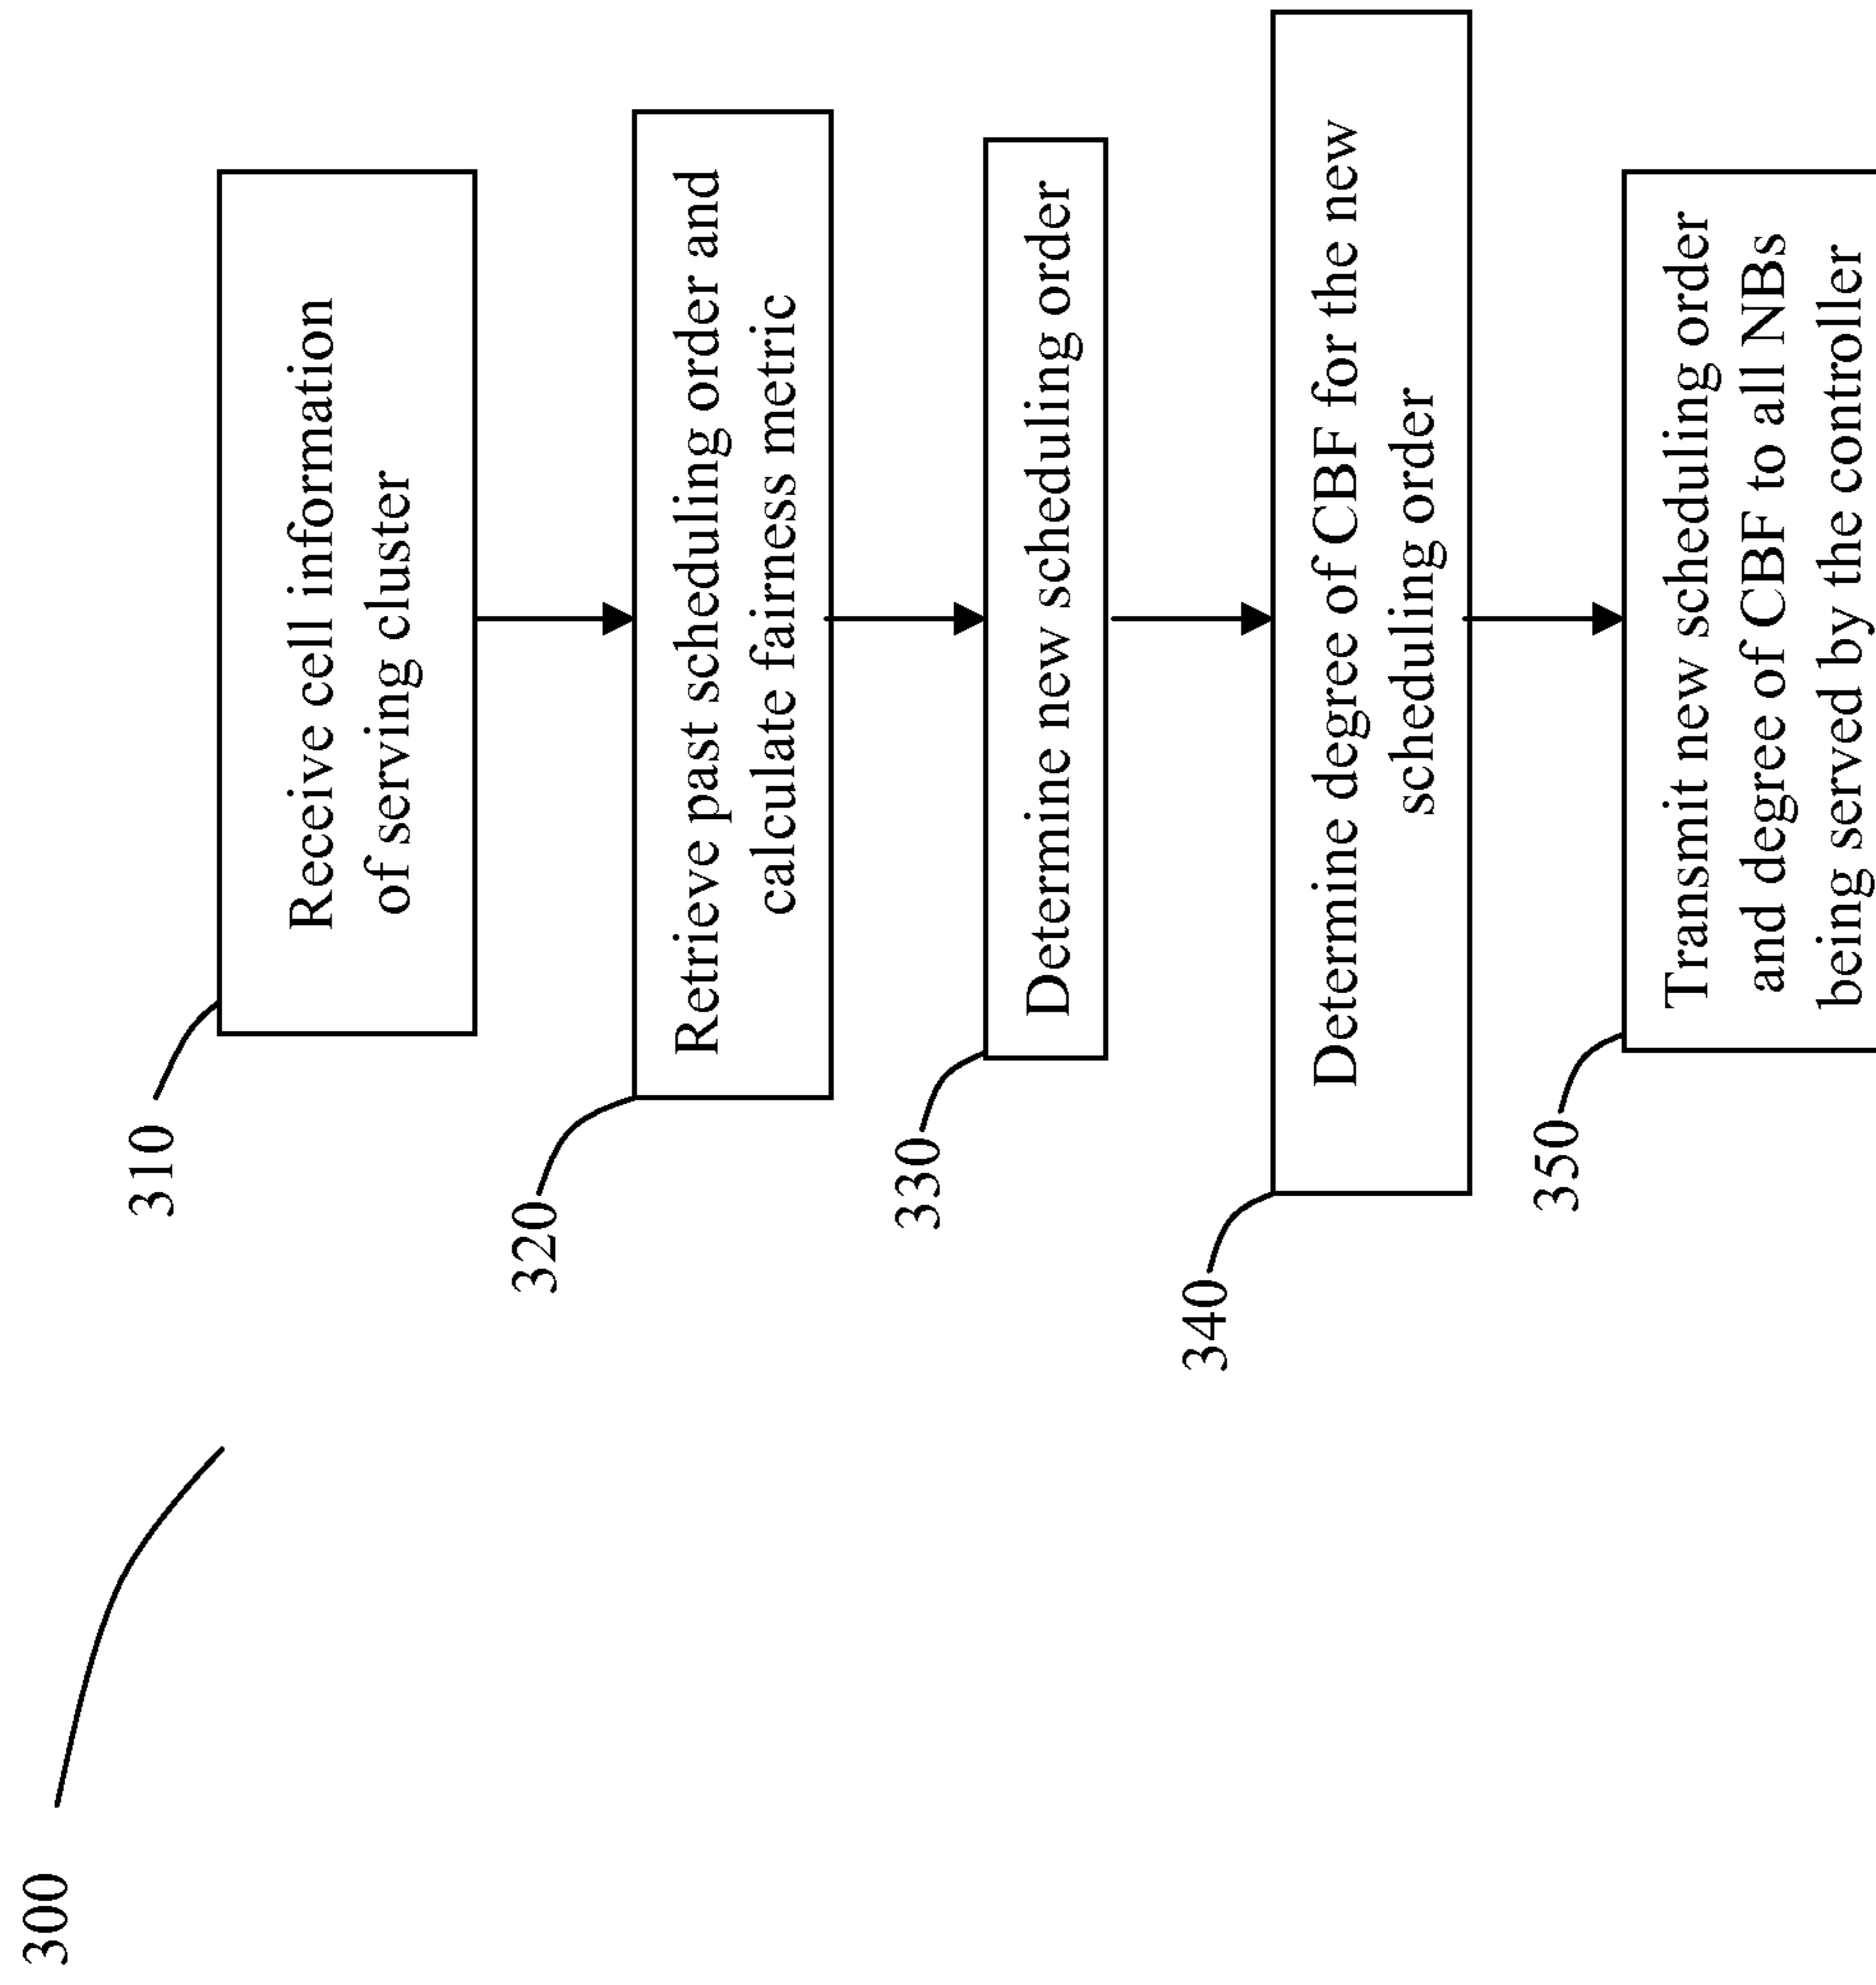 300
310
Receive cell information
of serving cluster
320
Retrieve past scheduling order and
calculate fairness metric
330
Determine new scheduling order
340
Determine degree of CBF for the new
scheduling order
350
Transmit new scheduling order
and degree of CBF to all NBs
being served by the controller